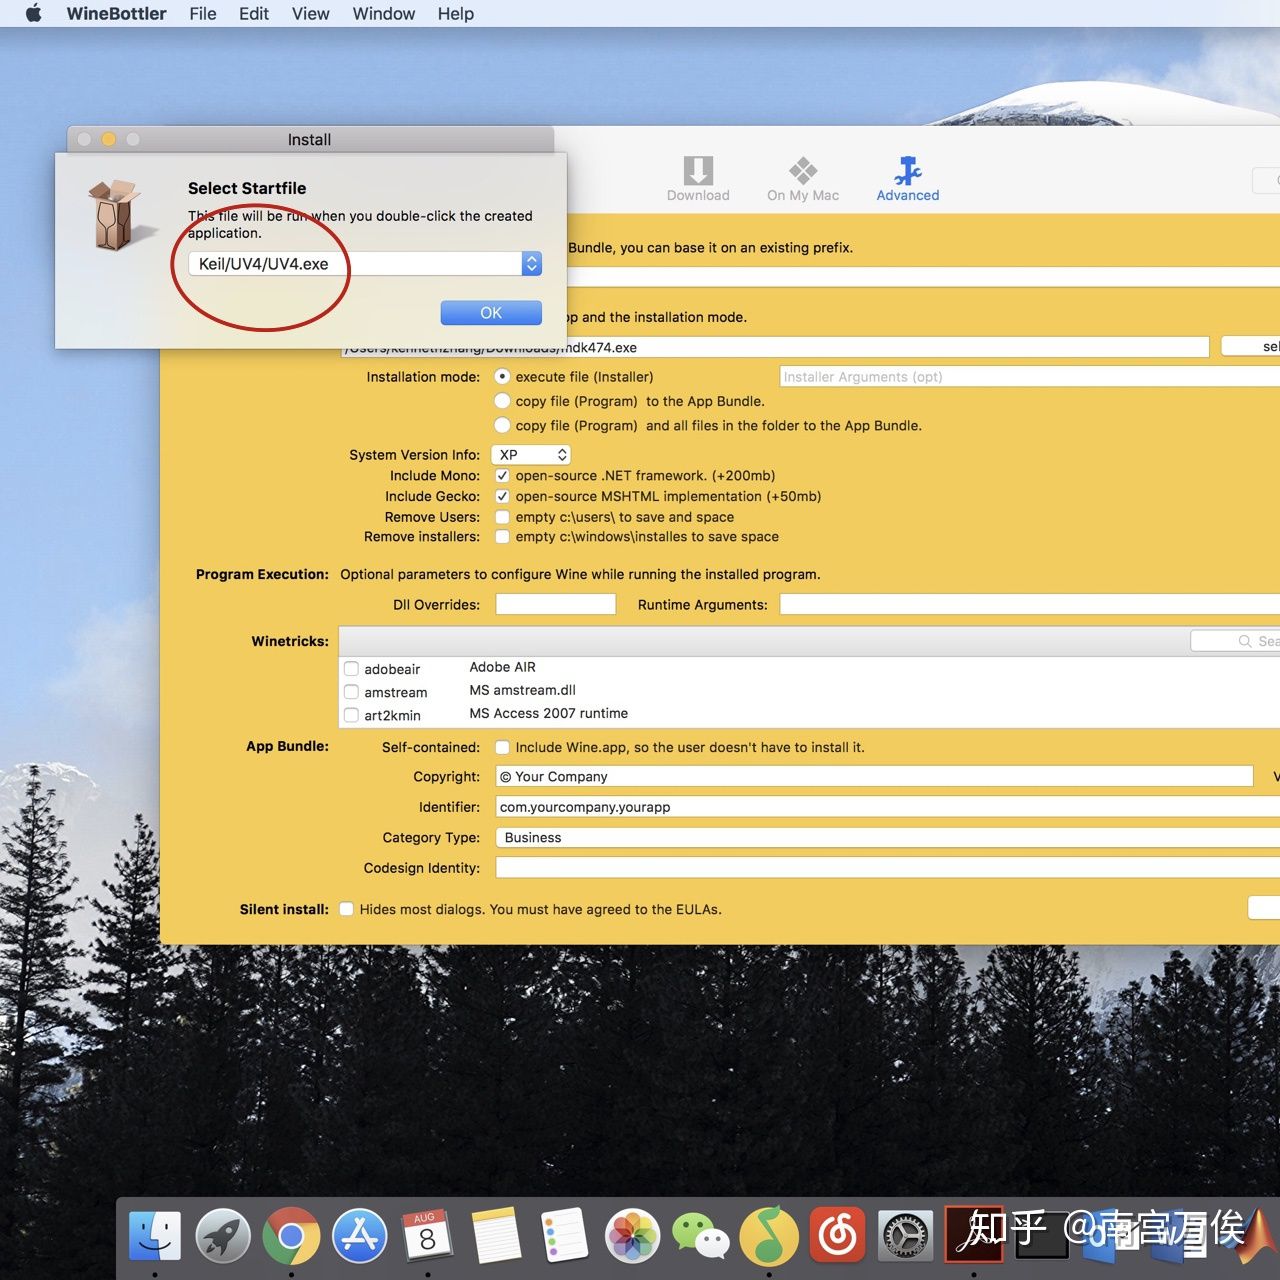 WineBottler File Edit View Window Help
Install
Select Startfile
This file will be run when you double-click the created
application.
Keil/UV4/UV4.exe
OK
Download
On My Mac
Advanced
Bundle, you can base it on an existing prefix.
op and the installation mode.
/Users/kennethzhang/Downloads/mdk474.exe
sel
Installation mode:
execute file (Installer)
Installer Arguments (opt)
copy file (Program) to the App Bundle.
copy file (Program) and all files in the folder to the App Bundle.
System Version Info:
XP
Include Mono:
open-source .NET framework. (+200mb)
Include Gecko:
open-source MSHTML implementation (+50mb)
Remove Users:
empty c:\users\ to save and space
Remove installers:
empty c:\windows\installes to save space
Program Execution:
Optional parameters to configure Wine while running the installed program.
Dll Overrides:
Runtime Arguments:
Winetricks:
Sea
adobeair
Adobe AIR
amstream
MS amstream.dll
art2kmin
MS Access 2007 runtime
App Bundle:
Self-contained:
Include Wine.app, so the user doesn't have to install it.
Copyright:
© Your Company
V
Identifier:
com.yourcompany.yourapp
Category Type:
Business
Codesign Identity:
Silent install:
Hides most dialogs. You must have agreed to the EULAs.
AUG
8
知乎 @南宫万俟